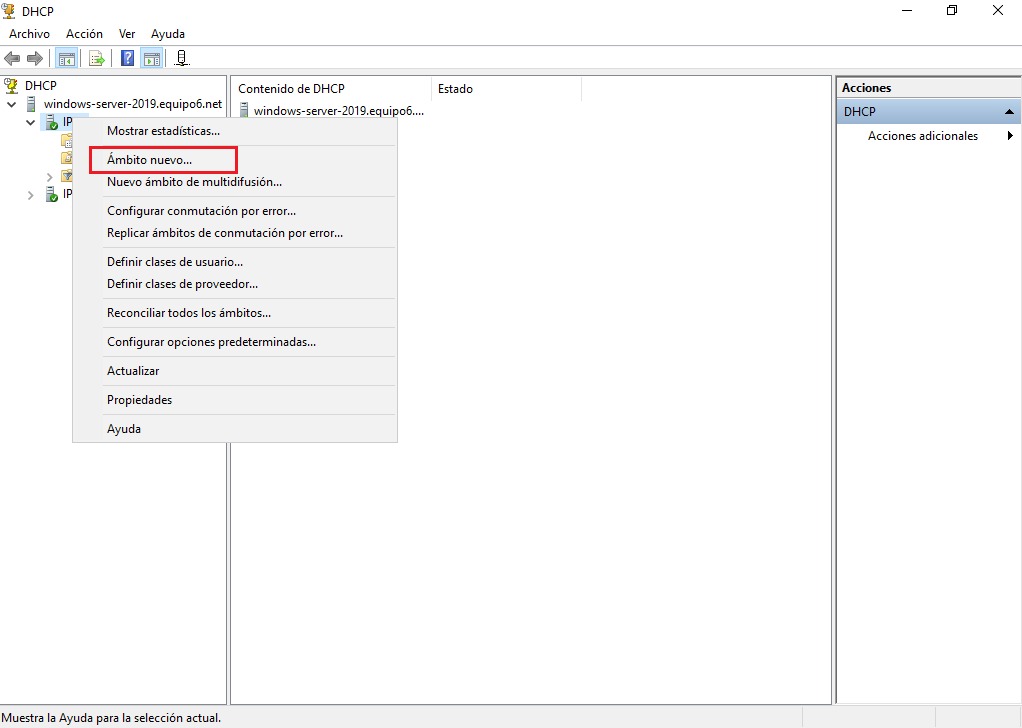 DHCP
Archivo Acción Ver Ayuda
DHCP
windows-server-2019.equipo6.net
IP
IP
Mostrar estadísticas...
Ámbito nuevo...
Nuevo ámbito de multidifusión...
Configurar conmutación por error...
Replicar ámbitos de conmutación por error...
Definir clases de usuario...
Definir clases de proveedor...
Reconciliar todos los ámbitos...
Configurar opciones predeterminadas...
Actualizar
Propiedades
Ayuda
Contenido de DHCP Estado
windows-server-2019.equipo6....
Acciones
DHCP
Acciones adicionales
Muestra la Ayuda para la selección actual.